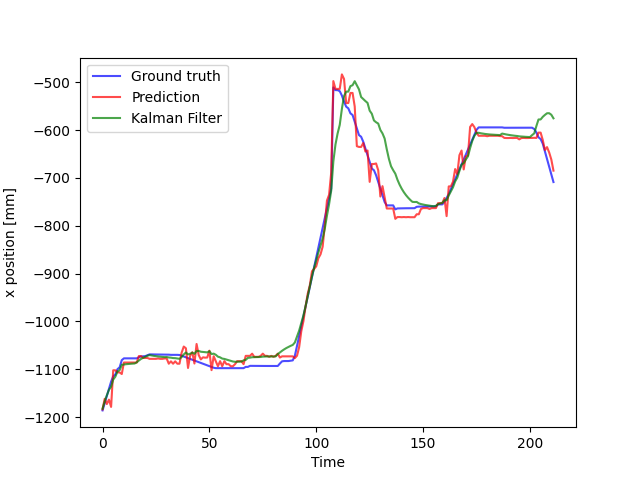 Ground truth
Prediction
Kalman Filter
−500
−600
−700
−800
−900
−1000
−1100
−1200
x position [mm]
0 50 100 150 200
Time